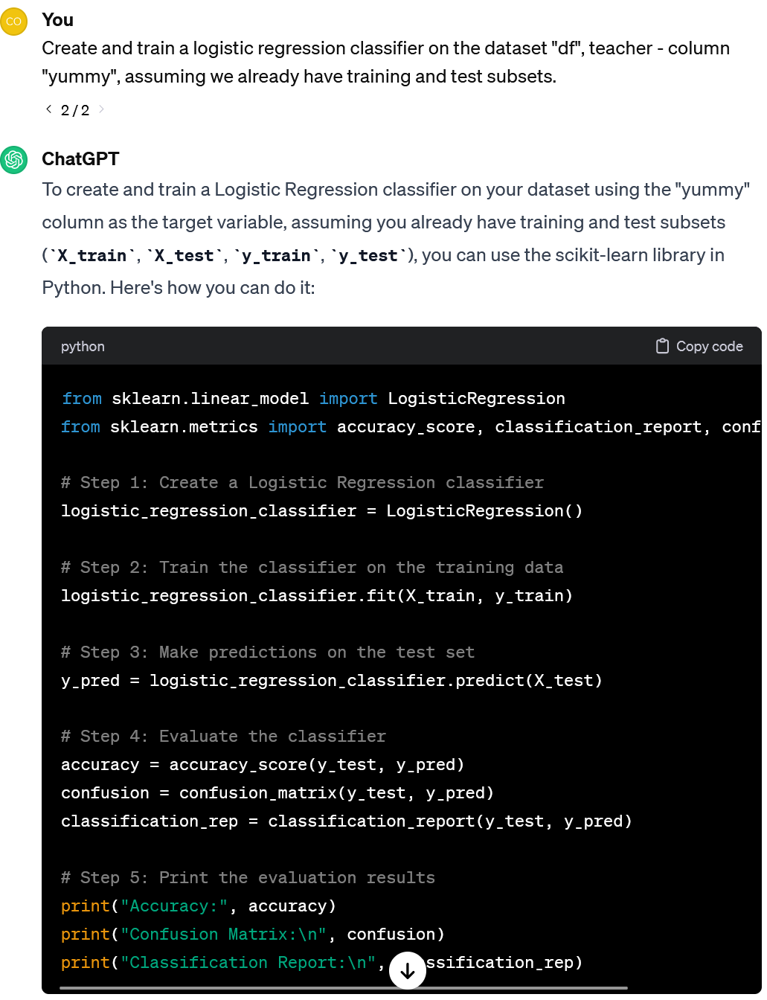 CO
You
Create and train a logistic regression classifier on the dataset "df", teacher - column
"yummy", assuming we already have training and test subsets.
2 / 2
ChatGPT
To create and train a Logistic Regression classifier on your dataset using the "yummy"
column as the target variable, assuming you already have training and test subsets
(`X_train`, `X_test`, `y_train`, `y_test`), you can use the scikit-learn library in
Python. Here's how you can do it:
python
Copy code
from sklearn.linear_model import LogisticRegression
from sklearn.metrics import accuracy_score, classification_report, conf
# Step 1: Create a Logistic Regression classifier
logistic_regression_classifier = LogisticRegression()
# Step 2: Train the classifier on the training data
logistic_regression_classifier.fit(X_train, y_train)
# Step 3: Make predictions on the test set
y_pred = logistic_regression_classifier.predict(X_test)
# Step 4: Evaluate the classifier
accuracy = accuracy_score(y_test, y_pred)
confusion = confusion_matrix(y_test, y_pred)
classification_rep = classification_report(y_test, y_pred)
# Step 5: Print the evaluation results
print("Accuracy:", accuracy)
print("Confusion Matrix:\n", confusion)
print("Classification Report:\n", ssification_rep)